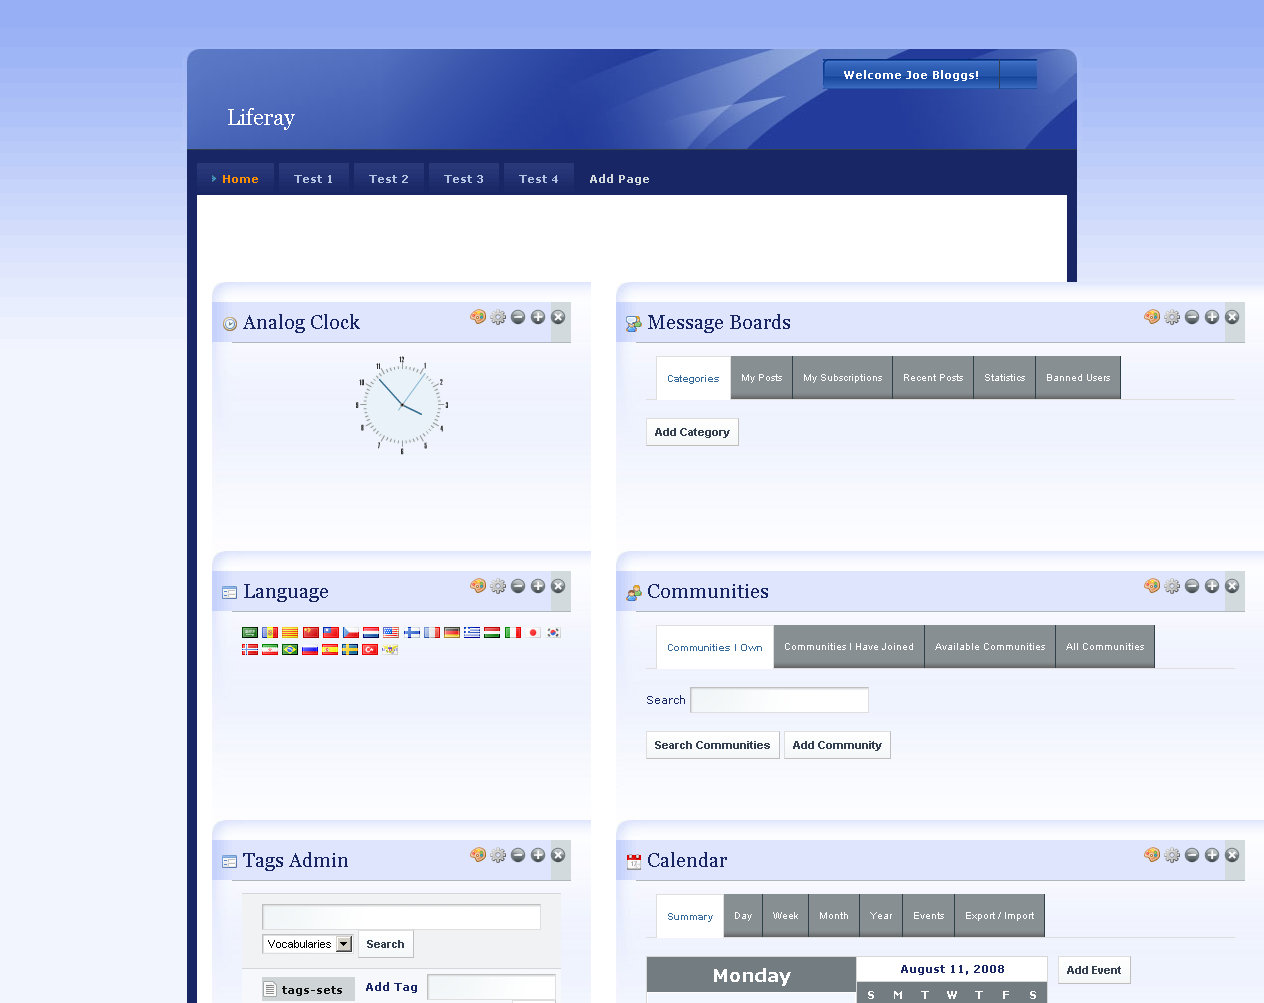 Welcome Joe Bloggs!
Liferay
Home Test 1 Test 2 Test 3 Test 4 Add Page
Analog Clock
12 1 2 3 4 5 6 7 8 9 10 11
Message Boards
Categories My Posts My Subscriptions Recent Posts Statistics Banned Users
Add Category
Language
Communities
Communities I Own Communities I Have Joined Available Communities All Communities
Search
Search Communities Add Community
Tags Admin
Vocabularies Search
tags-sets Add Tag
Calendar
Summary Day Week Month Year Events Export / Import
Monday August 11, 2008 Add Event
S M T W T F S